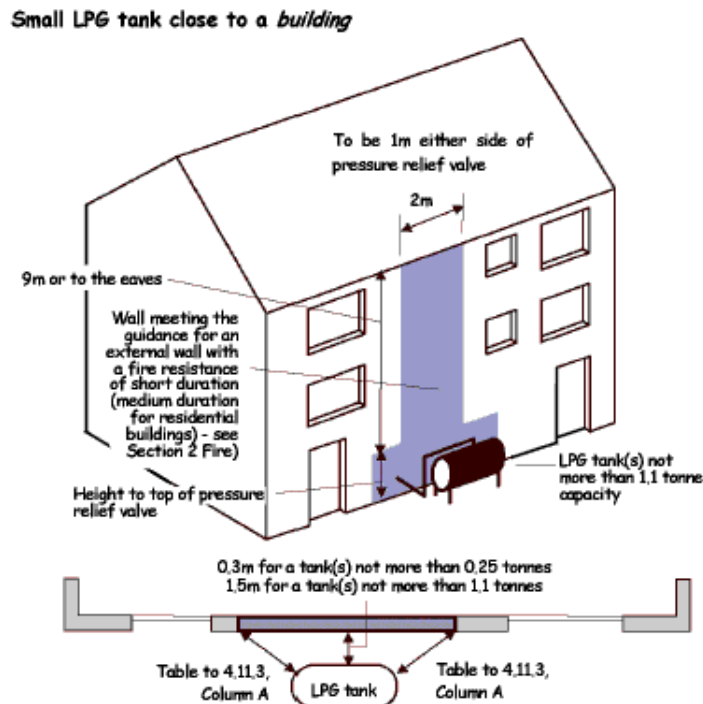 Small LPG tank close to a building
To be 1m either side of
pressure relief valve
2m
9m or to the eaves
Wall meeting the
guidance for an
external wall with
a fire resistance
of short duration
(medium duration
for residential
buildings) - see
Section 2 Fire)
Height to top of pressure
relief valve
LPG tank(s) not
more than 1.1 tonne
capacity
0.3m for a tank(s) not more than 0.25 tonnes
1.5m for a tank(s) not more than 1.1 tonnes
Table to 4.11.3,
Column A
LPG tank
Table to 4.11.3,
Column A